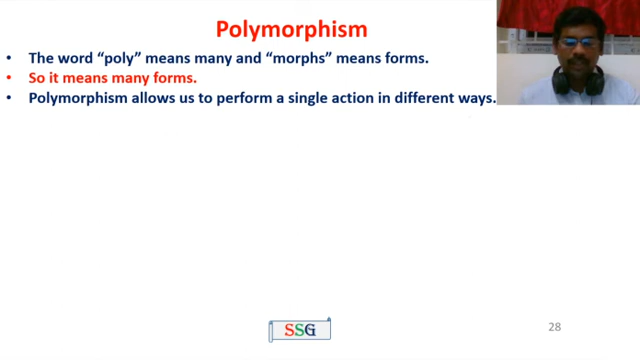 Polymorphism
• The word “poly” means many and “morphs” means forms.
• So it means many forms.
• Polymorphism allows us to perform a single action in different ways.
SSG
28